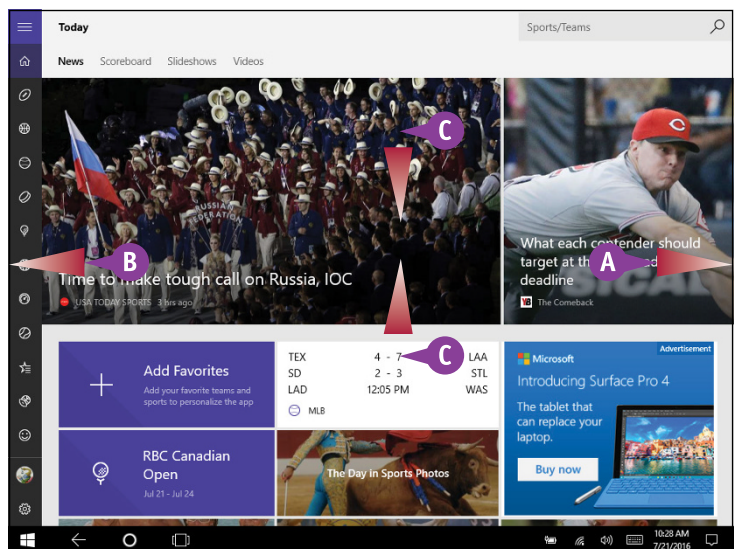 Today
Sports/Teams
News Scoreboard Slideshows Videos
C
RUSSIAN
FEDERATION
B
Time to make tough call on Russia, IOC
USA TODAY SPORTS 3 hrs ago
What each contender should
target at the
deadline
A
YB The Comeback
Add Favorites
Add your favorite teams and
sports to personalize the app
TEX 4 - 7 LAA
SD 2 - 3 STL
LAD 12:05 PM WAS
MLB
C
RBC Canadian
Open
Jul 21 - Jul 24
The Day in Sports Photos
Advertisement
Microsoft
Introducing Surface Pro 4
The tablet that
can replace your
laptop.
Buy now
10:28 AM
7/21/2016